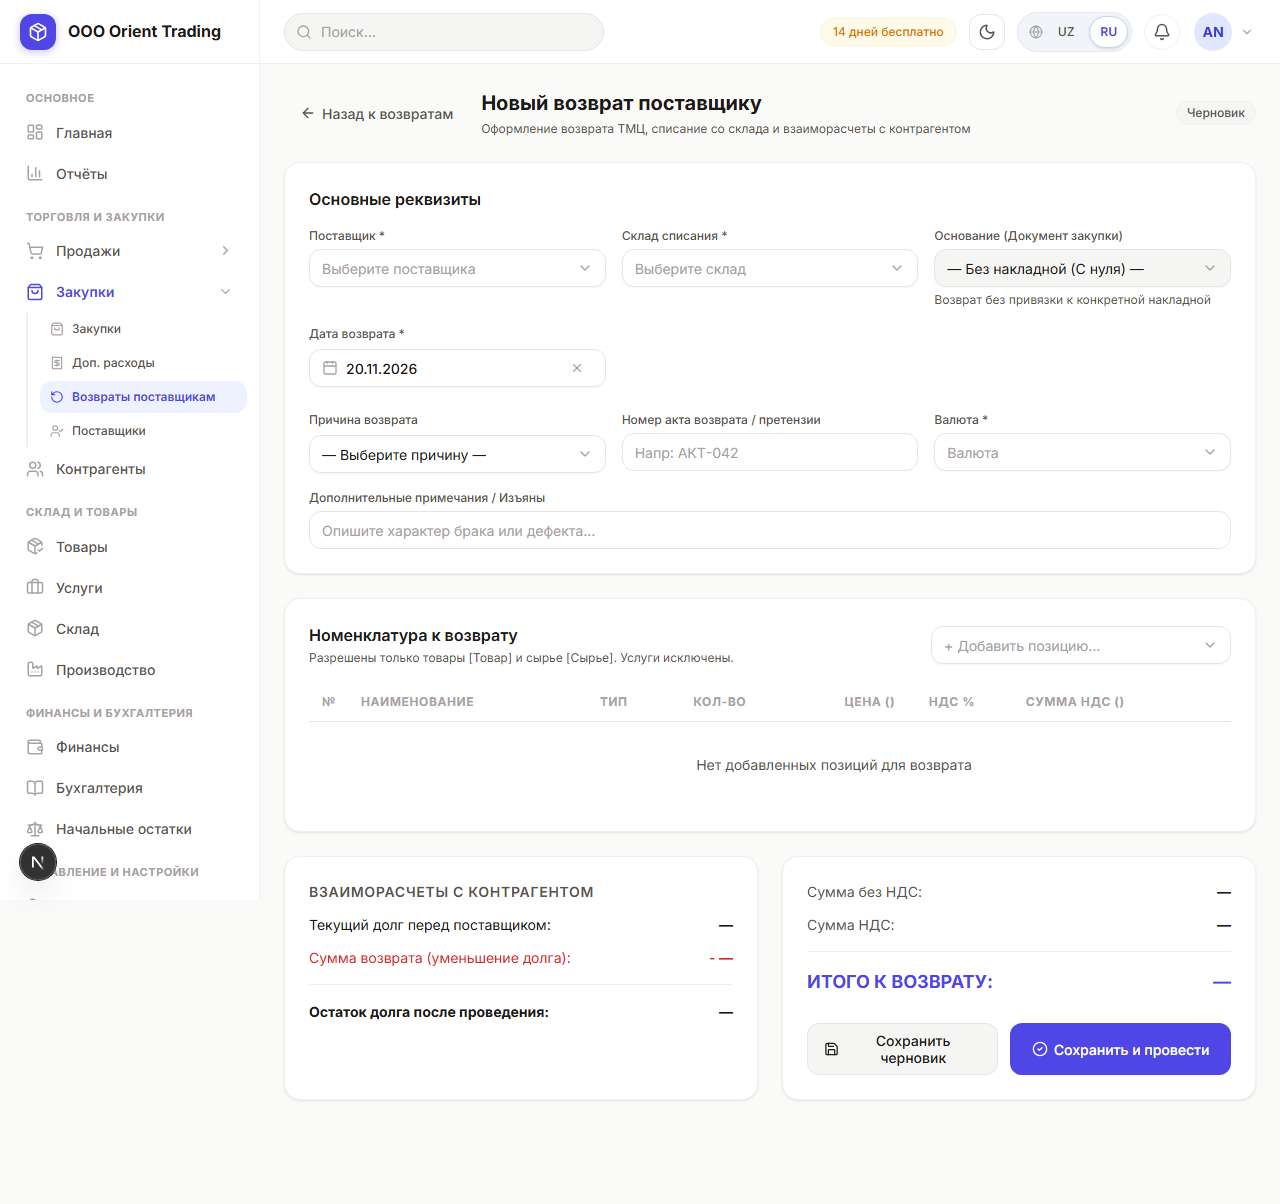 OOO Orient Trading
Поиск...
14 дней бесплатно
UZ
RU
AN
ОСНОВНОЕ
Главная
Отчёты
ТОРГОВЛЯ И ЗАКУПКИ
Продажи
Закупки
Закупки
Доп. расходы
Возвраты поставщикам
Поставщики
Контрагенты
СКЛАД И ТОВАРЫ
Товары
Услуги
Склад
Производство
ФИНАНСЫ И БУХГАЛТЕРИЯ
Финансы
Бухгалтерия
Начальные остатки
N
АВЛЕНИЕ И НАСТРОЙКИ
Назад к возвратам
Новый возврат поставщику
Оформление возврата ТМЦ, списание со склада и взаиморасчеты с контрагентом
Черновик
Основные реквизиты
Поставщик *
Выберите поставщика
Склад списания *
Выберите склад
Основание (Документ закупки)
— Без накладной (С нуля) —
Возврат без привязки к конкретной накладной
Дата возврата *
20.11.2026
Причина возврата
— Выберите причину —
Номер акта возврата / претензии
Напр: АКТ-042
Валюта *
Валюта
Дополнительные примечания / Изъяны
Опишите характер брака или дефекта...
Номенклатура к возврату
Разрешены только товары [Товар] и сырье [Сырье]. Услуги исключены.
+ Добавить позицию...
№ НАИМЕНОВАНИЕ ТИП КОЛ-ВО ЦЕНА () НДС % СУММА НДС ()
Нет добавленных позиций для возврата
ВЗАИМОРАСЧЕТЫ С КОНТРАГЕНТОМ
Текущий долг перед поставщиком: —
Сумма возврата (уменьшение долга): - —
Остаток долга после проведения: —
Сумма без НДС: —
Сумма НДС: —
ИТОГО К ВОЗВРАТУ: —
Сохранить
черновик
Сохранить и провести